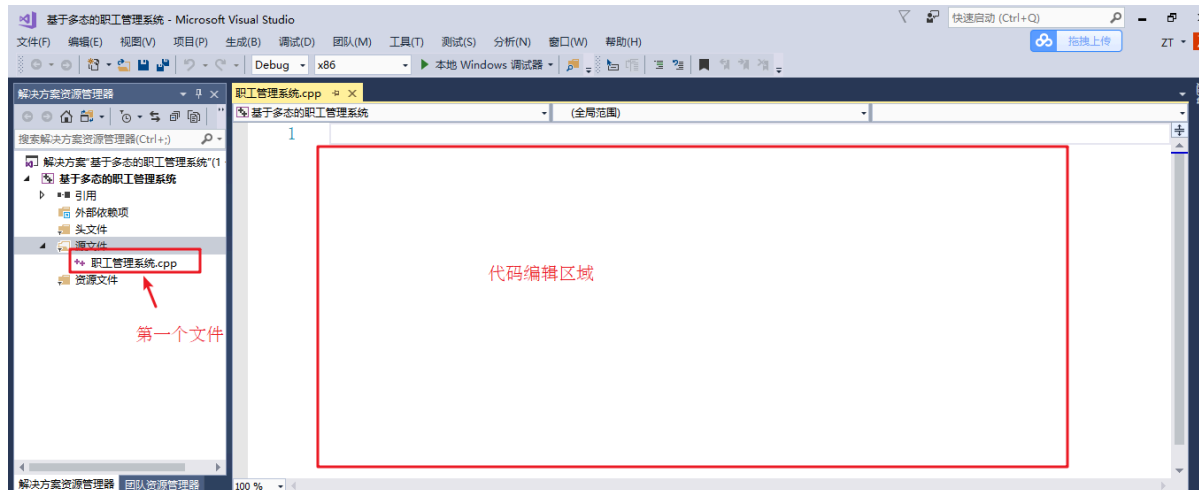 基于多态的职工管理系统 - Microsoft Visual Studio
快速启动 (Ctrl+Q)
文件(F) 编辑(E) 视图(V) 项目(P) 生成(B) 调试(D) 团队(M) 工具(T) 测试(S) 分析(N) 窗口(W) 帮助(H)
拖拽上传
ZT
Debug x86 本地 Windows 调试器
解决方案资源管理器
职工管理系统.cpp
基于多态的职工管理系统 (全局范围)
搜索解决方案资源管理器(Ctrl+;)
1
解决方案"基于多态的职工管理系统"(1
基于多态的职工管理系统
引用
外部依赖项
头文件
源文件
职工管理系统.cpp
资源文件
代码编辑区域
第一个文件
解决方案资源管理器 团队资源管理器
100 %